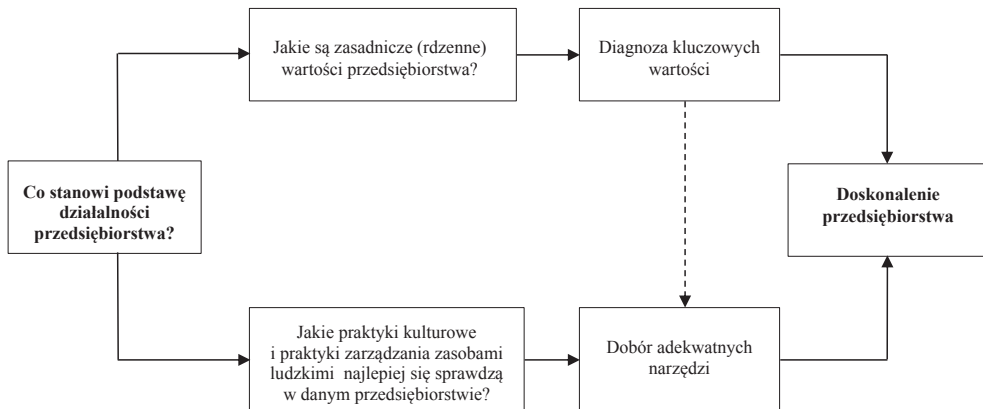 Jakie są zasadnicze (rdzenne)
wartości przedsiębiorstwa?
Diagnoza kluczowych
wartości
Co stanowi podstawę
działalności
przedsiębiorstwa?
Doskonalenie
przedsiębiorstwa
Jakie praktyki kulturowe
i praktyki zarządzania zasobami
ludzkimi najlepiej się sprawdzą
w danym przedsiębiorstwie?
Dobór adekwatnych
narzędzi